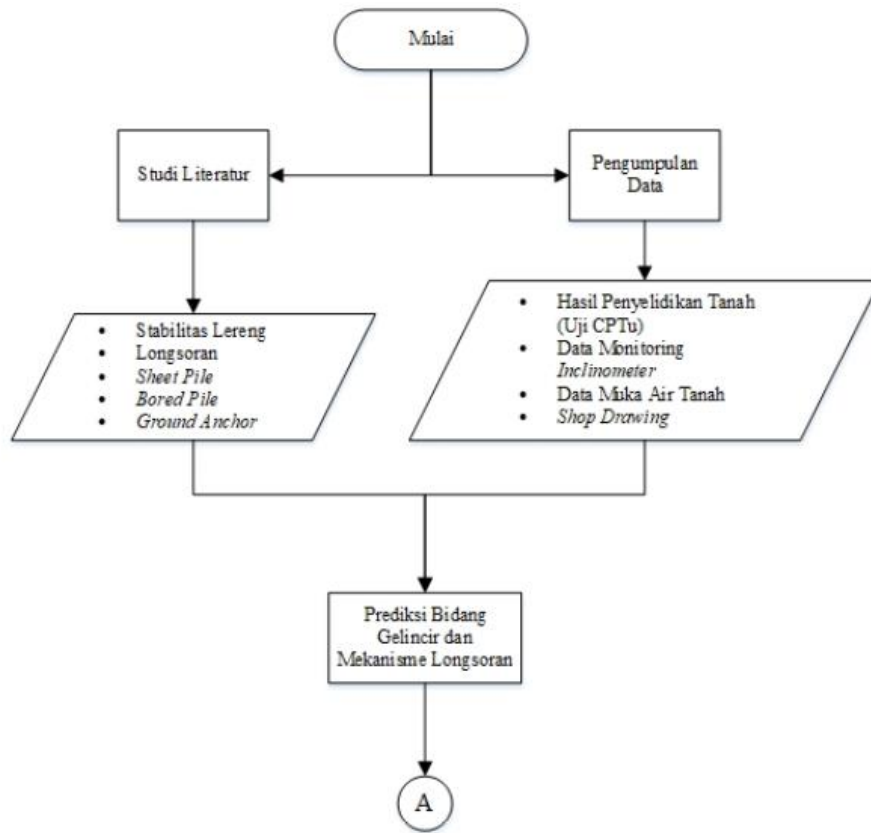 Mulai
Studi Literatur
Pengumpulan
Data
• Stabilitas Lereng
• Longsoran
• Sheet Pile
• Bored Pile
• Ground Anchor
• Hasil Penyelidikan Tanah
(Uji CPTu)
• Data Monitoring
Inclinometer
• Data Muka Air Tanah
• Shop Drawing
Prediksi Bidang
Gelincir dan
Mekanisme Longsoran
A